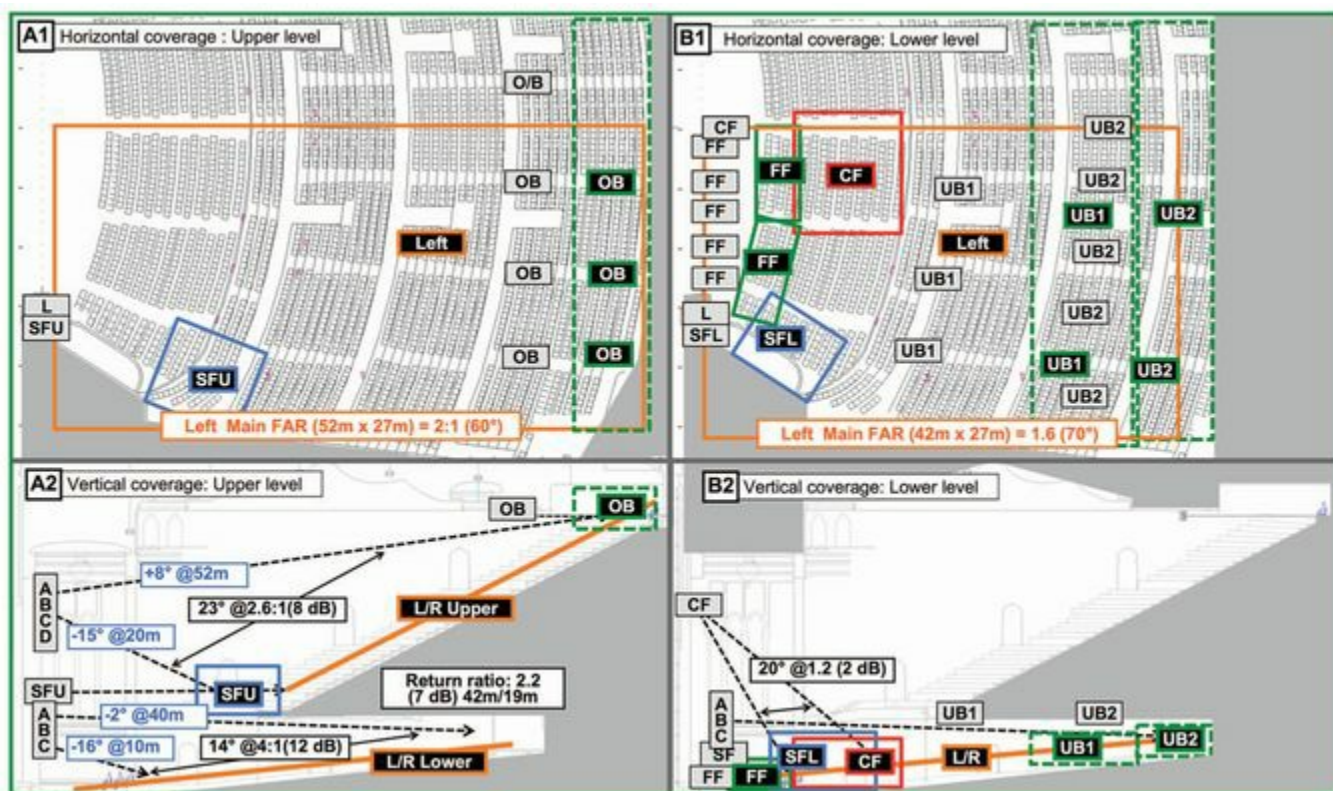 A1 Horizontal coverage : Upper level
O/B
OB
OB
Left
OB
OB
L
SFU
SFU
OB
OB
Left Main FAR (52m x 27m) = 2:1 (60°)
B1 Horizontal coverage: Lower level
CF
FF
FF
FF
FF
FF
FF
CF
FF
UB1
Left
UB1
UB1
UB2
UB2
UB1
UB2
UB2
UB2
UB1
UB2
UB2
L
SFL
SFL
Left Main FAR (42m x 27m) = 1.6 (70°)
A2 Vertical coverage: Upper level
OB
OB
+8° @52m
A
B
C
D
23° @2.6:1(8 dB)
L/R Upper
-15° @20m
SFU
SFU
Return ratio: 2.2
(7 dB) 42m/19m
A
B
C
-2° @40m
-16° @10m
14° @4:1(12 dB)
L/R Lower
B2 Vertical coverage: Lower level
CF
20° @1.2 (2 dB)
A
B
C
UB1
UB2
SF
SFL
CF
L/R
UB1
UB2
FF
FF